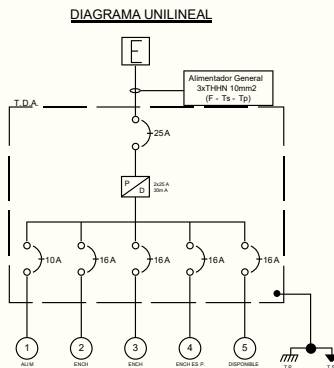 DIAGRAMA UNILINEAL
E
Alimentador General
3xTHHN 10mm2
(F - Ts - Tp)
T.D.A.
25A
P
D
2x25 A
30m A
10A
16A
16A
16A
16A
1
2
3
4
5
ALIM
ENCH
ENCH
ENCH ES P.
DISPONIBLE
T.P.
T.S.